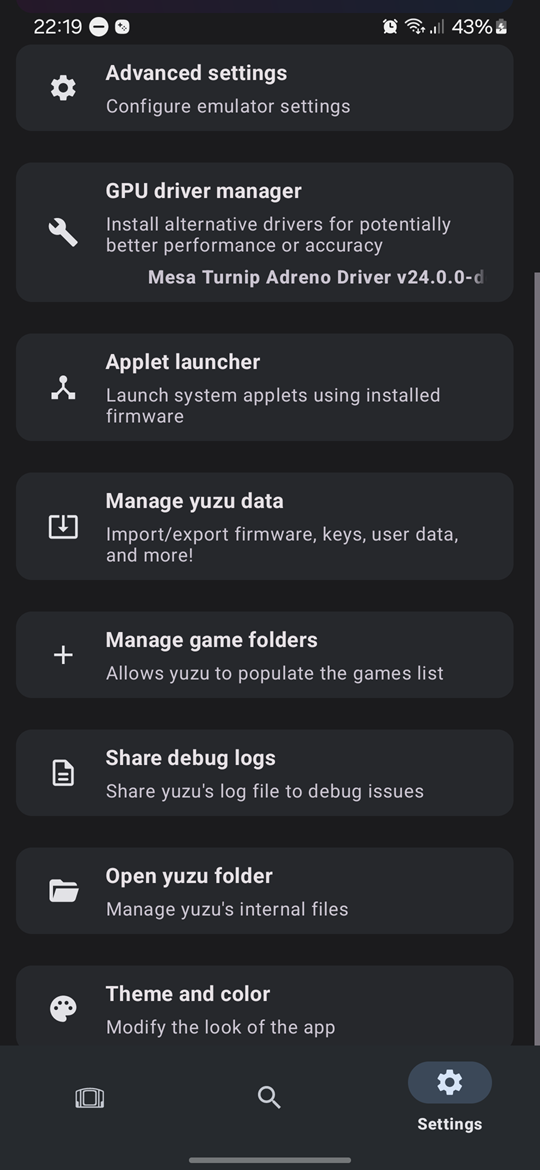 22:19
43%
Advanced settings
Configure emulator settings
GPU driver manager
Install alternative drivers for potentially
better performance or accuracy
Mesa Turnip Adreno Driver v24.0.0-d
Applet launcher
Launch system applets using installed
firmware
Manage yuzu data
Import/export firmware, keys, user data,
and more!
Manage game folders
Allows yuzu to populate the games list
Share debug logs
Share yuzu's log file to debug issues
Open yuzu folder
Manage yuzu's internal files
Theme and color
Modify the look of the app
Settings